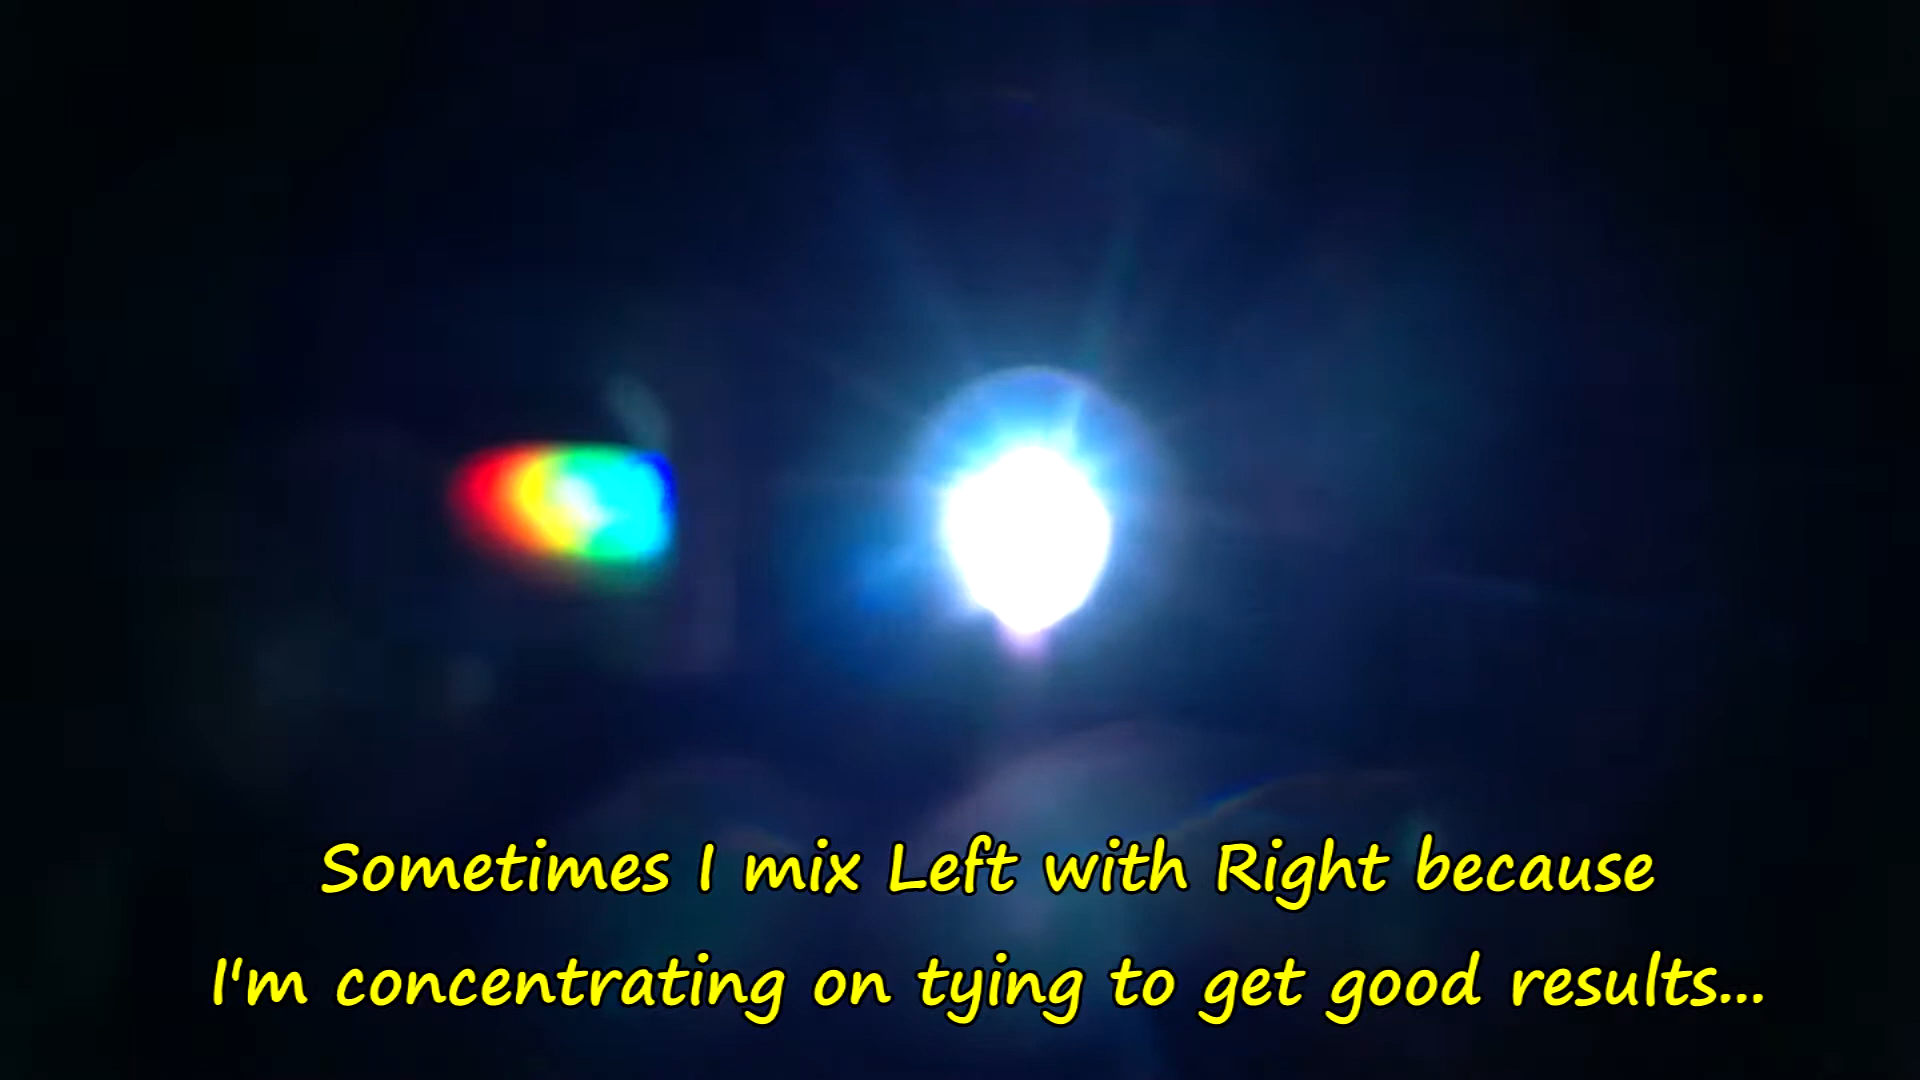 Sometimes I mix Left with Right because
I'm concentrating on tying to get good results...